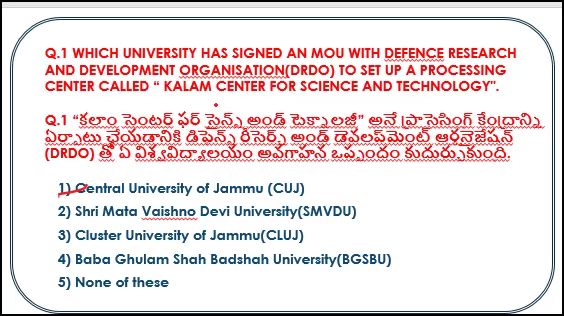 Q.1 WHICH UNIVERSITY HAS SIGNED AN MOU WITH DEFENCE RESEARCH
AND DEVELOPMENT ORGANISATION(DRDO) TO SET UP A PROCESSING
CENTER CALLED “ KALAM CENTER FOR SCIENCE AND TECHNOLOGY”.
Q.1 “కలాం సెంటర్ ఫర్ సైన్స్ అండ్ టెక్నాలజీ” అనే ప్రాసెసింగ్ కేంద్రాన్ని
ఏర్పాటు చేయడానికి డిఫెన్స్ రీసెర్చ్ అండ్ డెవలప్‌మెంట్ ఆర్గనైజేషన్
(DRDO) తో ఏ విశ్వవిద్యాలయం అవగాహన ఒప్పందం కుదుర్చుకుంది.
1) Central University of Jammu (CUJ)
2) Shri Mata Vaishno Devi University(SMVDU)
3) Cluster University of Jammu(CLUJ)
4) Baba Ghulam Shah Badshah University(BGSBU)
5) None of these